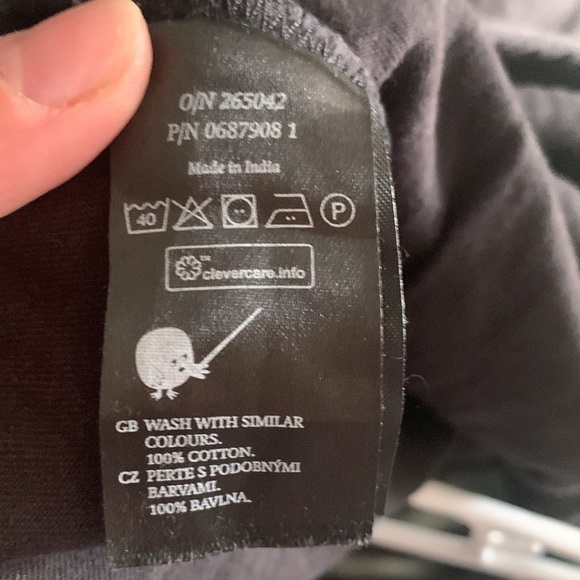 O/N 265042
P/N 0687908 1
Made in India
40 P
™
clevercare.info
GB WASH WITH SIMILAR
COLOURS.
100% COTTON.
CZ PERTE S PODOBNÝMI
BARVAMI.
100% BAVLNA.